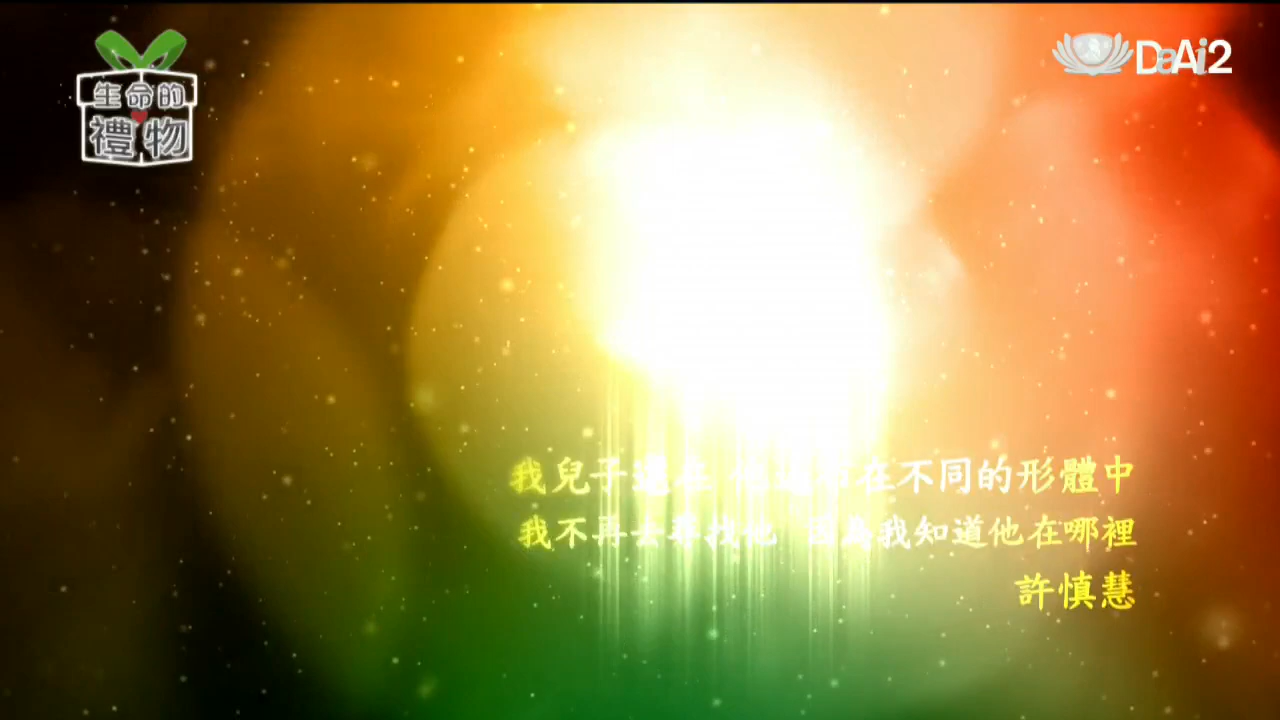 生命的
禮物
DaAi2
我兒子還在 在不同的形體中
我不再去尋找他 因為我知道他在哪裡
許慎慧